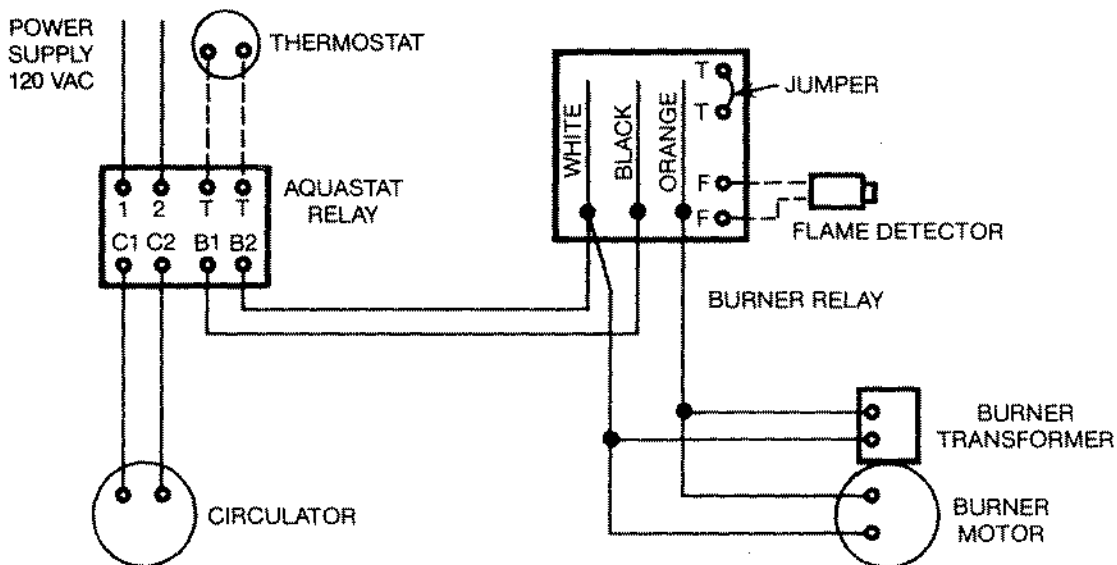 POWER
SUPPLY
120 VAC
THERMOSTAT
1 2 T T
C1 C2 B1 B2
AQUASTAT
RELAY
CIRCULATOR
WHITE
BLACK
ORANGE
T
T
JUMPER
F
F
FLAME DETECTOR
BURNER RELAY
BURNER
TRANSFORMER
BURNER
MOTOR